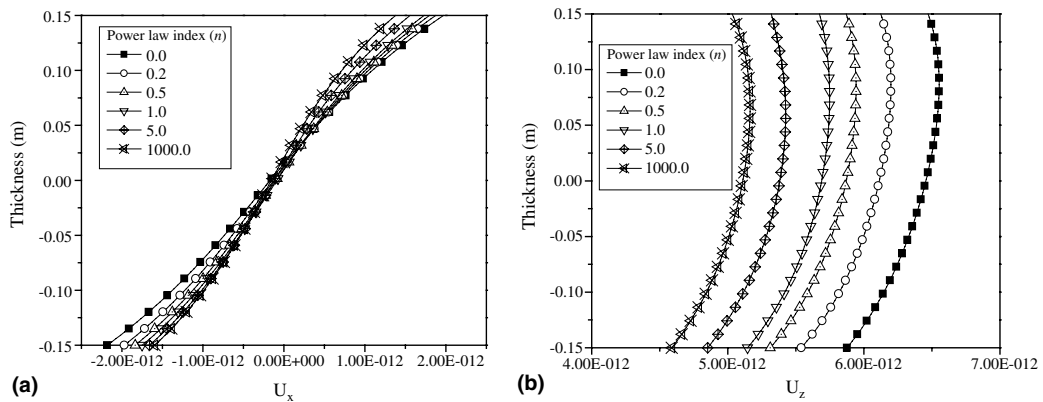 0.15
0.10
0.05
0.00
-0.05
-0.10
-0.15
Thickness (m)
Power law index (n)
0.0
0.2
0.5
1.0
5.0
1000.0
-2.00E-012
-1.00E-012
0.00E+000
1.00E-012
2.00E-012
U_x
(a)
0.15
0.10
0.05
0.00
-0.05
-0.10
-0.15
Thickness (m)
Power law index (n)
0.0
0.2
0.5
1.0
5.0
1000.0
4.00E-012
5.00E-012
6.00E-012
7.00E-012
U_z
(b)